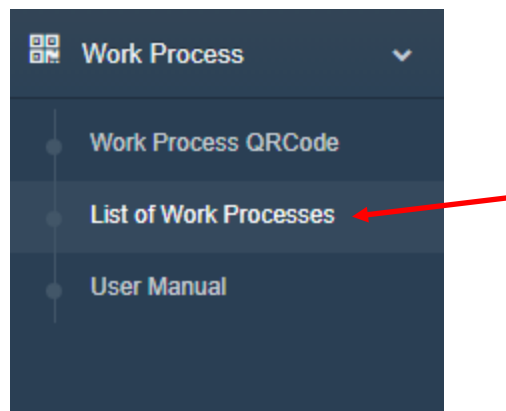 Work Process
Work Process QRCode
List of Work Processes
User Manual